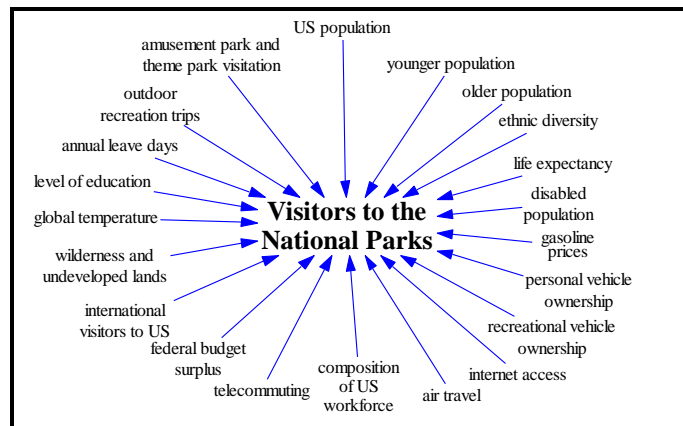 US population
amusement park and
theme park visitation
younger population
older population
outdoor
recreation trips
ethnic diversity
annual leave days
life expectancy
level of education
disabled
population
Visitors to the
National Parks
global temperature
gasoline
prices
wilderness and
undeveloped lands
personal vehicle
ownership
international
visitors to US
recreational vehicle
ownership
federal budget
surplus
composition
of US
workforce
internet access
telecommuting
air travel